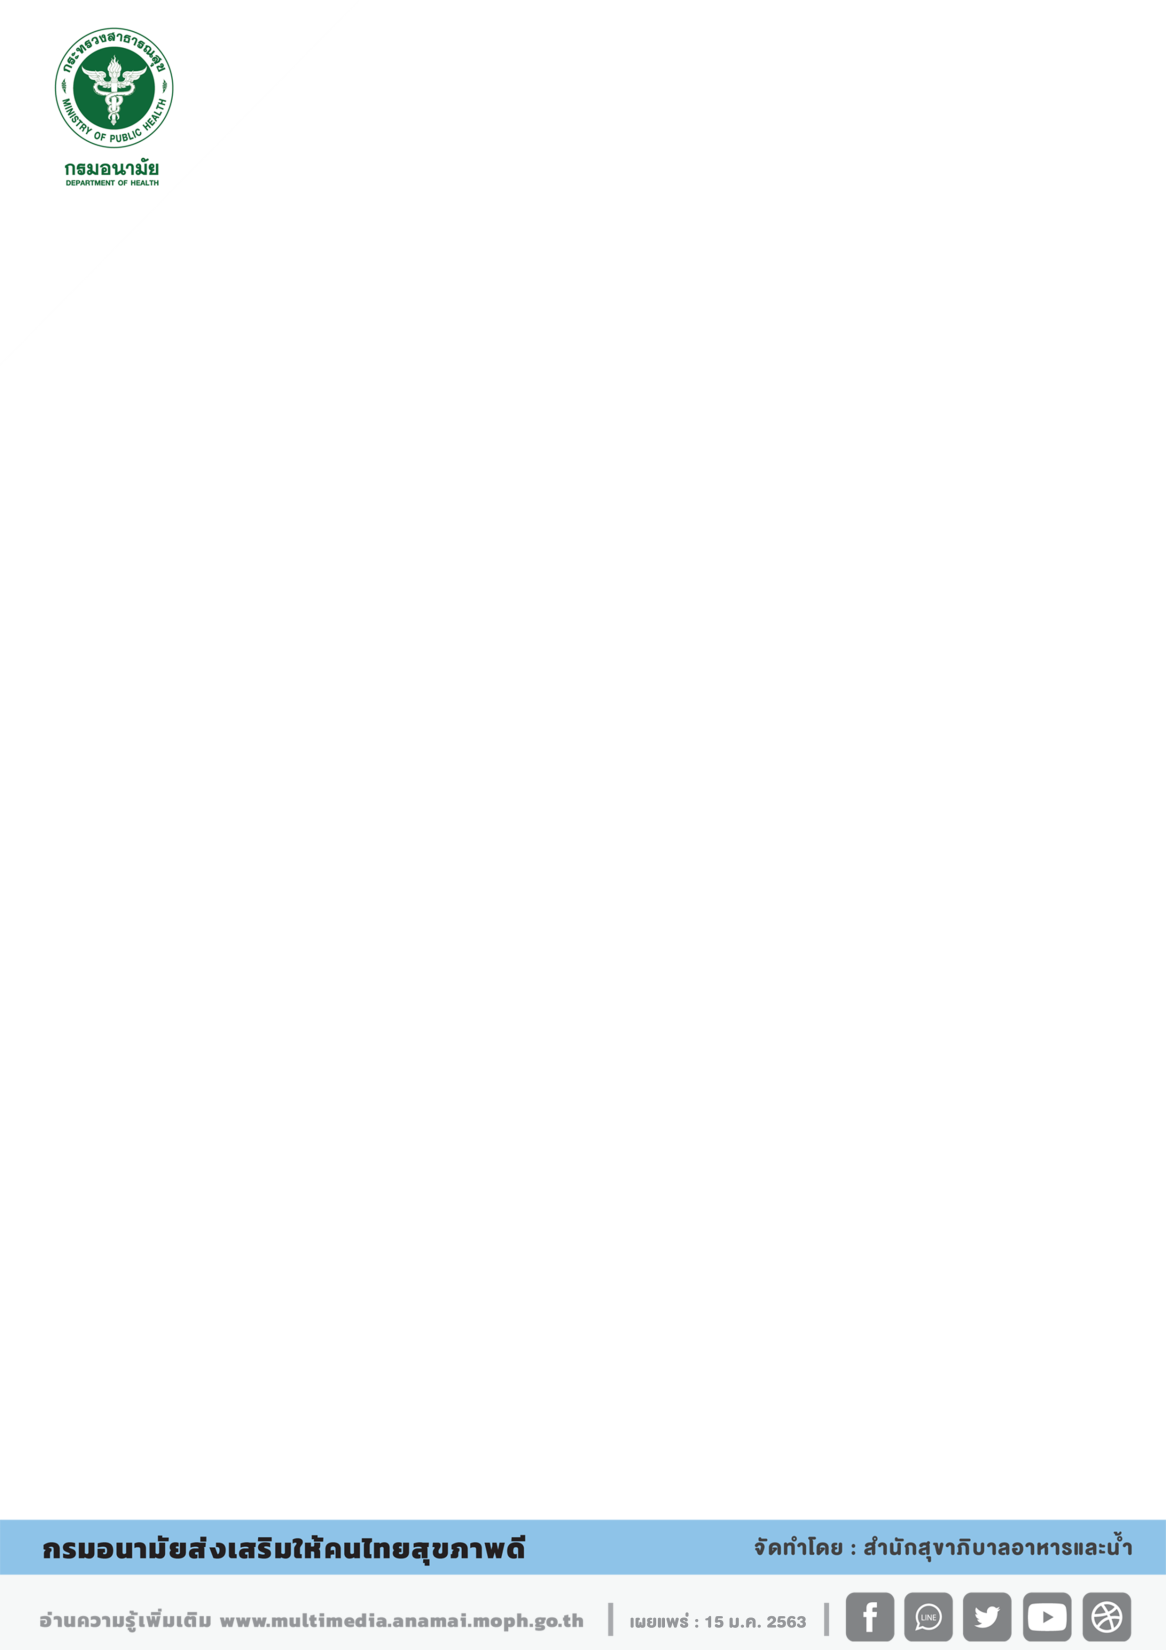 กระทรวงสาธารณสุข
MINISTRY OF PUBLIC HEALTH
กรมอนามัย
DEPARTMENT OF HEALTH
กรมอนามัยส่งเสริมให้คนไทยสุขภาพดี
จัดทำโดย : สำนักสุขาภิบาลอาหารและน้ำ
อ่านความรู้เพิ่มเติม www.multimedia.anamai.moph.go.th
เผยแพร่ : 15 ม.ค. 2563
LINE